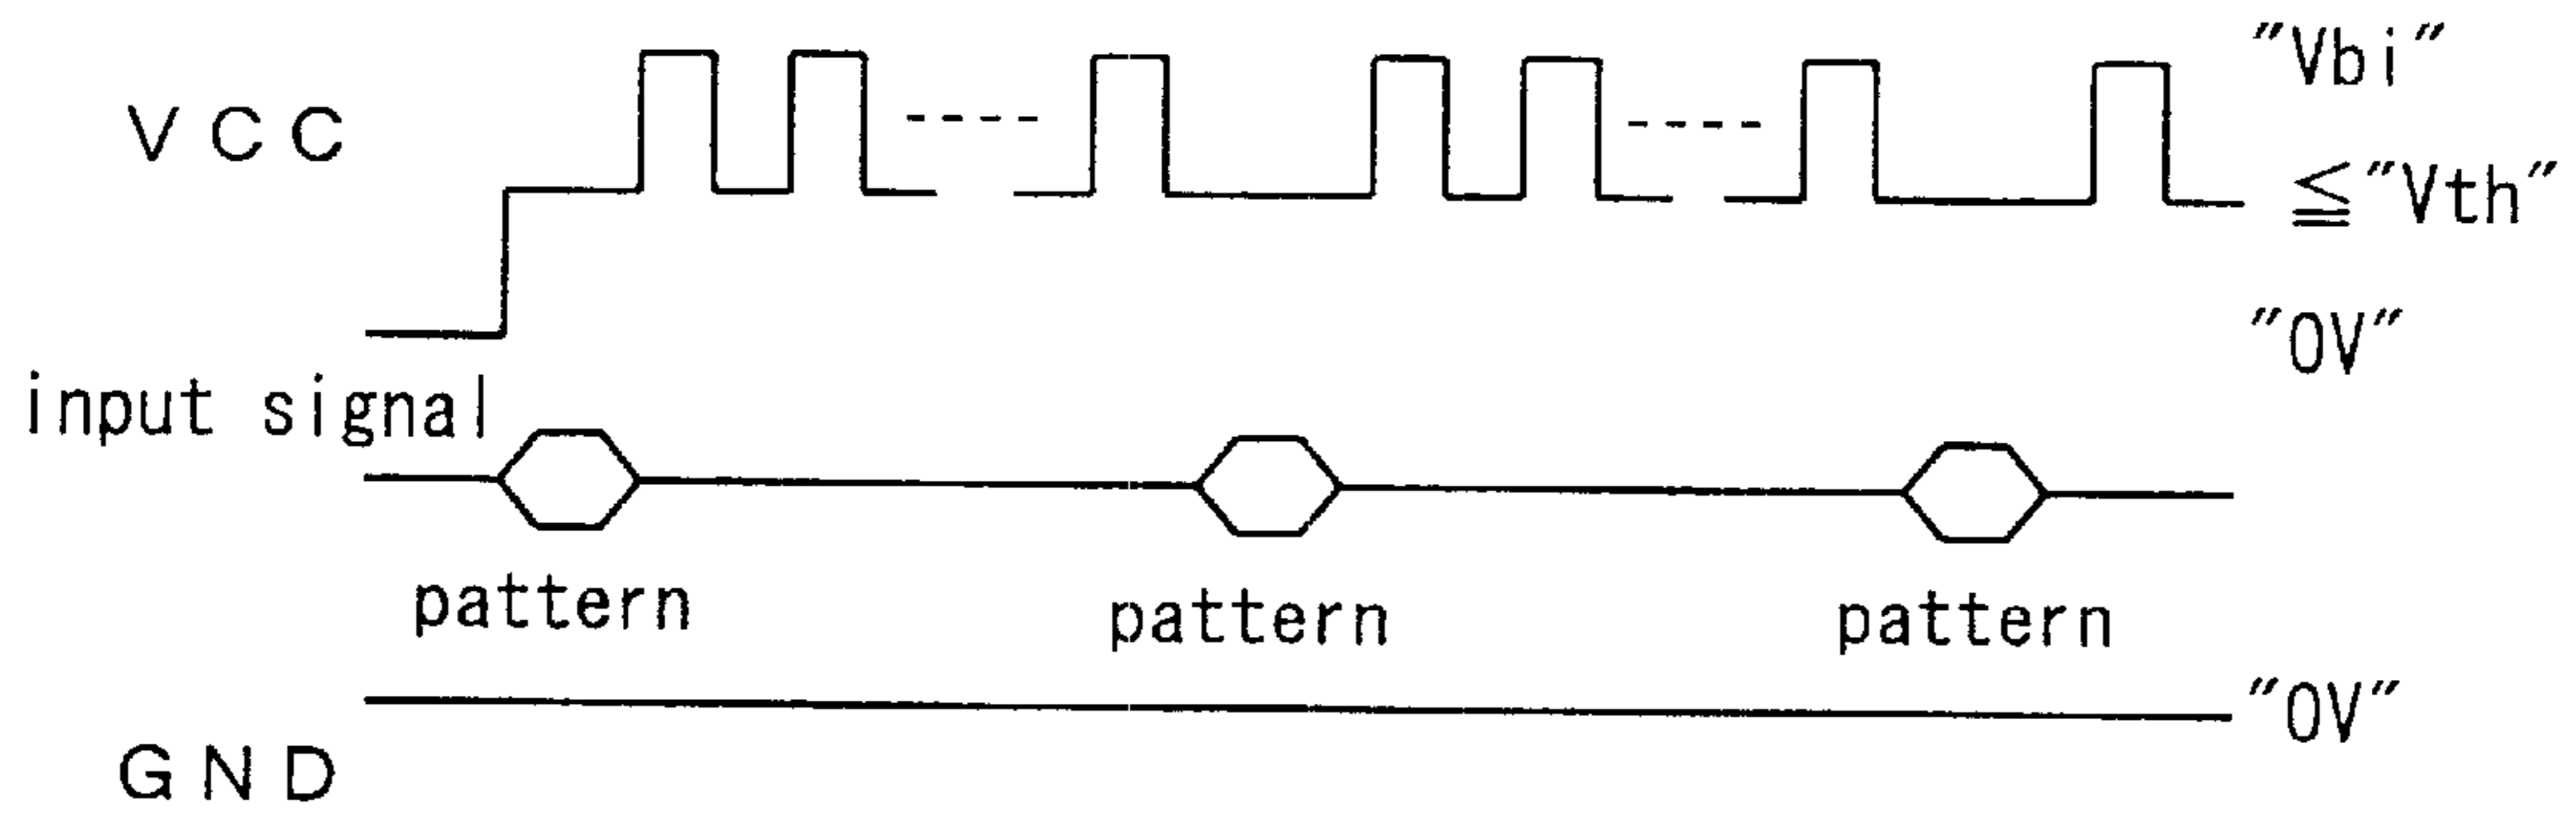 "Vbi"
VCC
≦"Vth"
"0V"
input signal
pattern pattern pattern
"0V"
GND